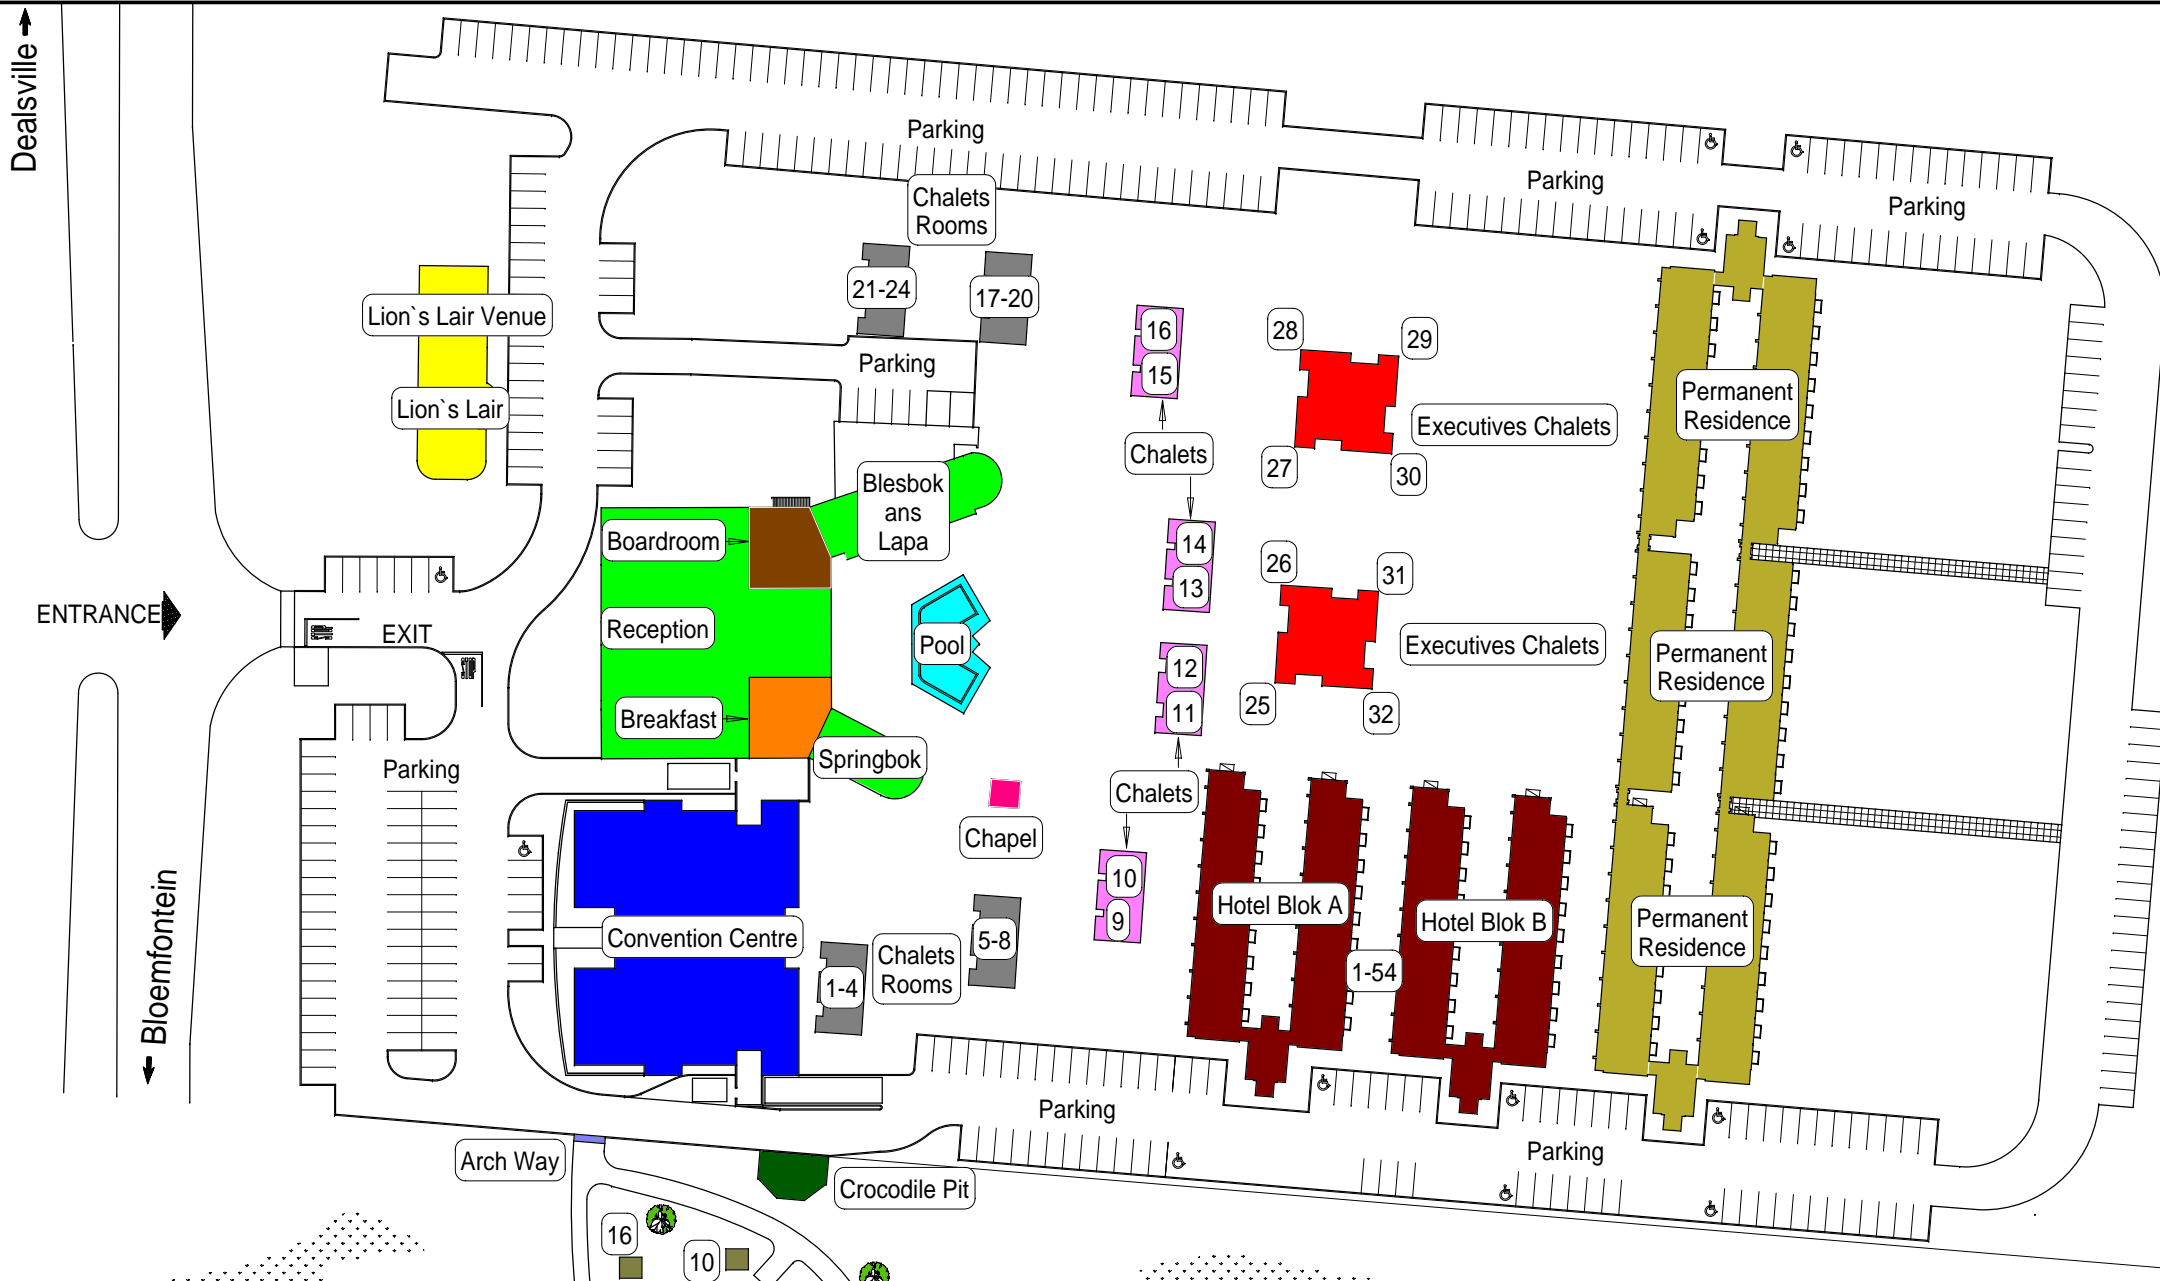 Dealsville
Parking
Parking
Parking
Chalets
Rooms
21-24
17-20
Lion`s Lair Venue
Lion`s Lair
Parking
16
15
28
29
27
30
Chalets
Executives Chalets
Permanent
Residence
Blesbok
ans
Lapa
Boardroom
14
13
26
31
ENTRANCE
EXIT
Reception
Pool
Executives Chalets
Permanent
Residence
12
11
25
32
Breakfast
Springbok
Parking
Chalets
Chapel
10
9
Hotel Blok A
Hotel Blok B
Permanent
Residence
Convention Centre
Chalets
Rooms
5-8
1-4
1-54
Bloemfontein
Parking
Parking
Arch Way
Crocodile Pit
16
10